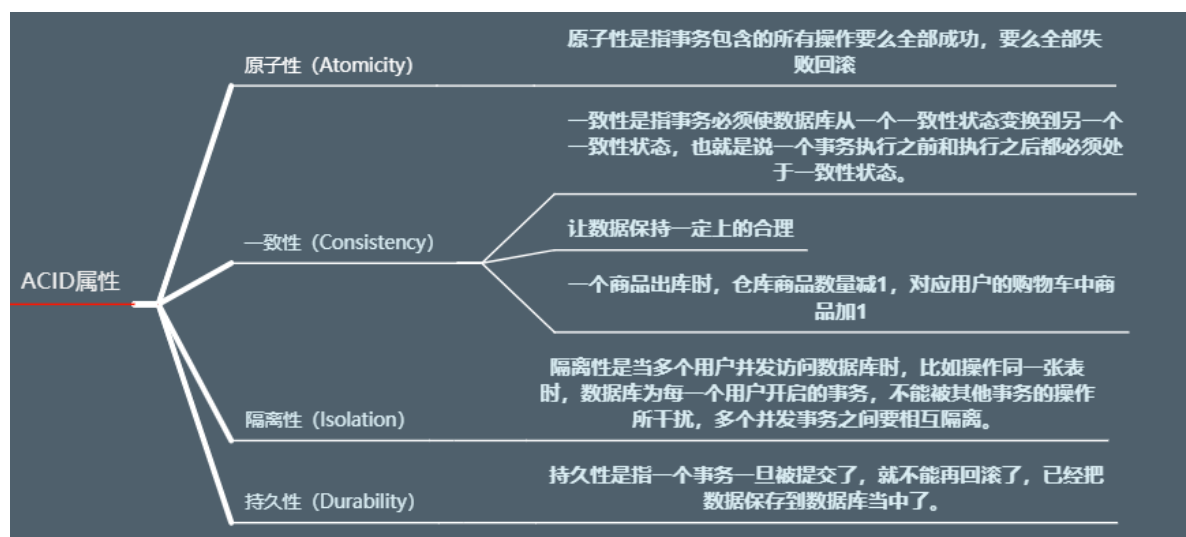 ACID属性
原子性（Atomicity）
原子性是指事务包含的所有操作要么全部成功，要么全部失
败回滚
一致性（Consistency）
一致性是指事务必须使数据库从一个一致性状态变换到另一个
一致性状态，也就是说一个事务执行之前和执行之后都必须处
于一致性状态。
让数据保持一定上的合理
一个商品出库时，仓库商品数量减1，对应用户的购物车中商
品加1
隔离性（Isolation）
隔离性是当多个用户并发访问数据库时，比如操作同一张表
时，数据库为每一个用户开启的事务，不能被其他事务的操作
所干扰，多个并发事务之间要相互隔离。
持久性（Durability）
持久性是指一个事务一旦被提交了，就不能再回滚了，已经把
数据保存到数据库当中了。